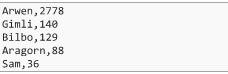 Arwen,2778
Gimli,140
Bilbo,129
Aragorn,88
Sam,36